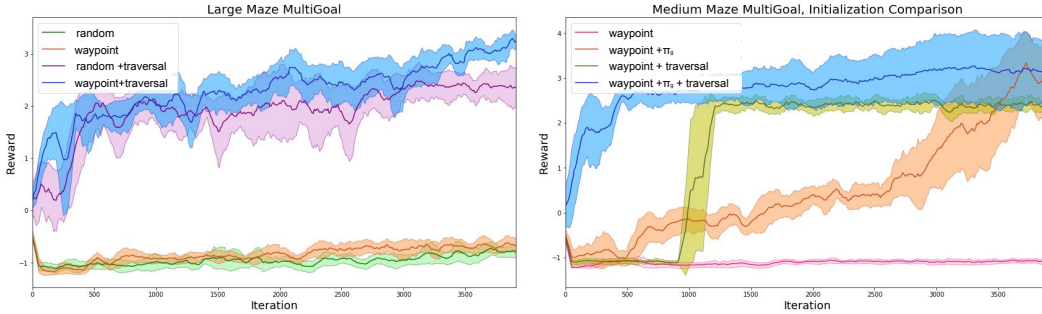 Large Maze MultiGoal
random
waypoint
random +traversal
waypoint+traversal
Reward
3
2
1
0
−1
0
500
1000
1500
2000
2500
3000
3500
Iteration
Medium Maze MultiGoal, Initialization Comparison
waypoint
waypoint +πg
waypoint + traversal
waypoint +πg + traversal
Reward
4
3
2
1
0
−1
0
500
1000
1500
2000
2500
3000
3500
Iteration